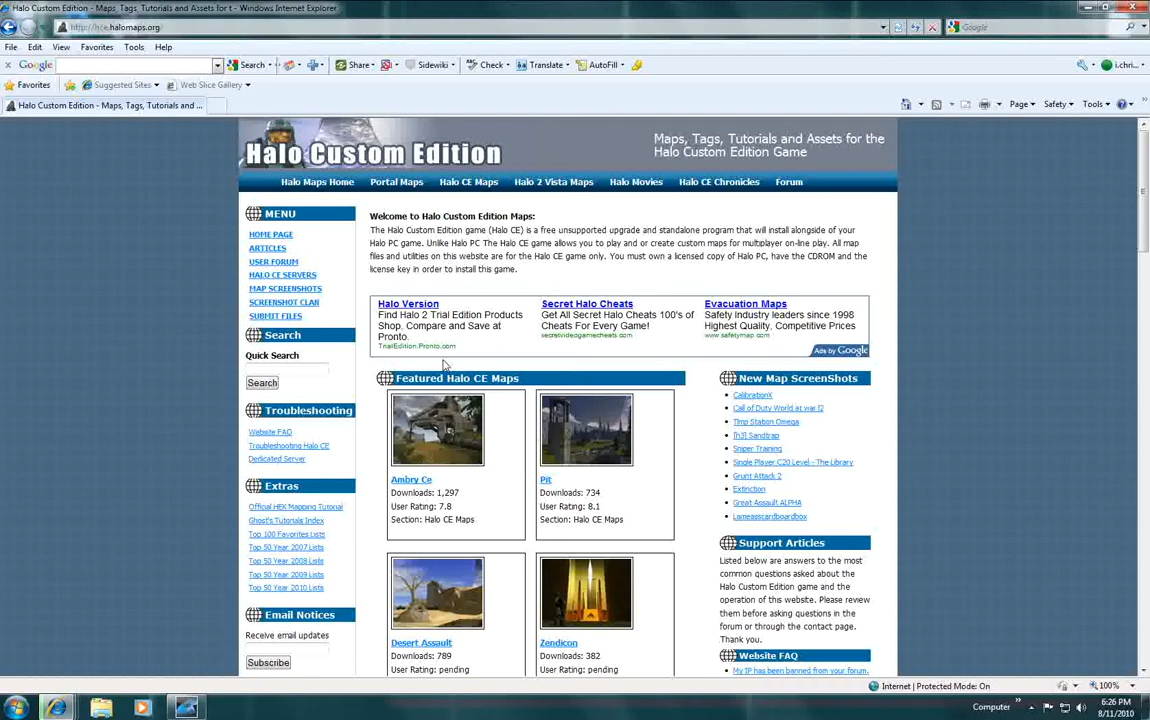 Halo Custom Edition - Maps, Tags, Tutorials and Assets for t - Windows Internet Explorer
http://hce.halomaps.org
Google
File Edit View Favorites Tools Help
Google Search Share Sidewiki Check Translate AutoFill i.chri...
Favorites Suggested Sites Web Slice Gallery
Halo Custom Edition - Maps, Tags, Tutorials and ...
Page Safety Tools
Halo Custom Edition
Maps, Tags, Tutorials and Assets for the
Halo Custom Edition Game
Halo Maps Home Portal Maps Halo CE Maps Halo 2 Vista Maps Halo Movies Halo CE Chronicles Forum
MENU
HOME PAGE
ARTICLES
USER FORUM
HALO CE SERVERS
MAP SCREENSHOTS
SCREENSHOT CLAN
SUBMIT FILES
Search
Quick Search
Search
Troubleshooting
Website FAQ
Troubleshooting Halo CE
Dedicated Server
Extras
Offical HEK Mapping Tutorial
Ghost's Tutorials Index
Top 100 Favorites Lists
Top 50 Year 2007 Lists
Top 50 Year 2008 Lists
Top 50 Year 2009 Lists
Top 50 Year 2010 Lists
Email Notices
Receive email updates
Subscribe
Welcome to Halo Custom Edition Maps:
The Halo Custom Edition game (Halo CE) is a free unsupported upgrade and standalone program that will install alongside of your
Halo PC game. Unlike Halo PC The Halo CE game allows you to play and or create custom maps for multiplayer on-line play. All map
files and utilities on this website are for the Halo CE game only. You must own a licensed copy of Halo PC, have the CDROM and the
license key in order to install this game.
Halo Version
Find Halo 2 Trial Edition Products
Shop, Compare and Save at
Pronto.
TrialEdition.Pronto.com
Secret Halo Cheats
Get All Secret Halo Cheats 100's of
Cheats For Every Game!
secretvideogamecheats.com
Evacuation Maps
Safety industry leaders since 1998
Highest Quality, Competitive Prices
www.safetymap.com
Ads by Google
Featured Halo CE Maps
Ambry Ce
Downloads: 1,297
User Rating: 7.8
Section: Halo CE Maps
Pit
Downloads: 734
User Rating: 8.1
Section: Halo CE Maps
Desert Assault
Downloads: 789
User Rating: pending
Zendicon
Downloads: 382
User Rating: pending
New Map ScreenShots
CalibrationX
Call of Duty World at war !2
Timp Station Omega
[h3] Sandtrap
Sniper Training
Single Player C20 Level - The Library
Grunt Attack 2
Extinction
Great Assault ALPHA
Lameasscardboardbox
Support Articles
Listed below are answers to the most
common questions asked about the
Halo Custom Edition game and the
operation of this website. Please review
them before asking questions in the
forum or through the contact page.
Thank you.
Website FAQ
My IP has been banned from your forum.
Internet | Protected Mode: On
100%
Computer
6:26 PM
8/11/2010